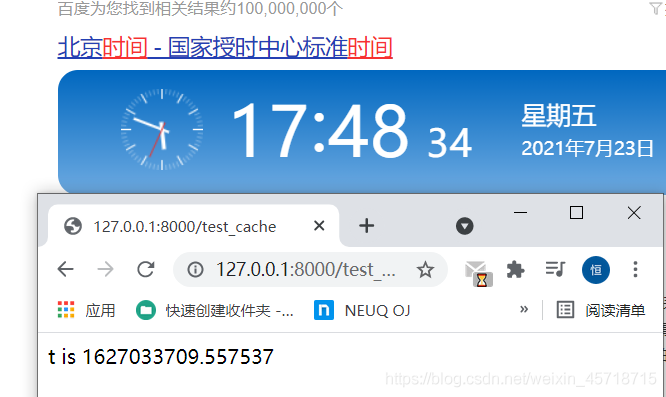 百度为您找到相关结果约100,000,000个
北京时间 - 国家授时中心标准时间
17:48 34
星期五
2021年7月23日
127.0.0.1:8000/test_cache
127.0.0.1:8000/test_...
恒
应用 快速创建收件夹 -... NEUQ OJ » 阅读清单
t is 1627033709.557537
https://blog.csdn.net/weixin_45718715